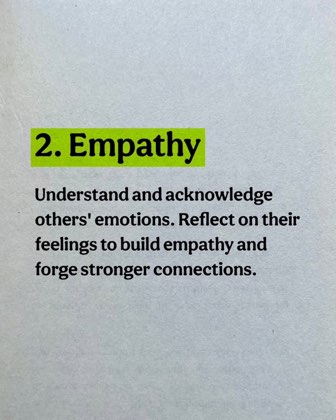 2. Empathy
Understand and acknowledge
others' emotions. Reflect on their
feelings to build empathy and
forge stronger connections.